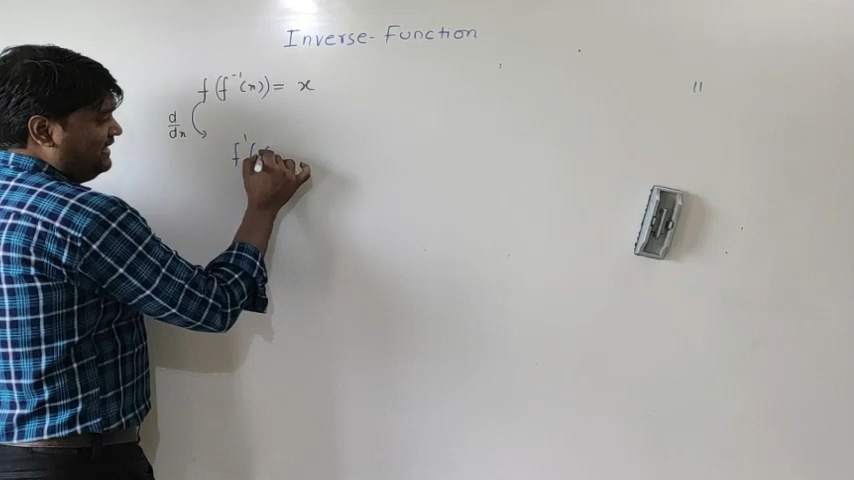 Inverse-Function
f(f⁻¹(x)) = x
d/dx
f'(f